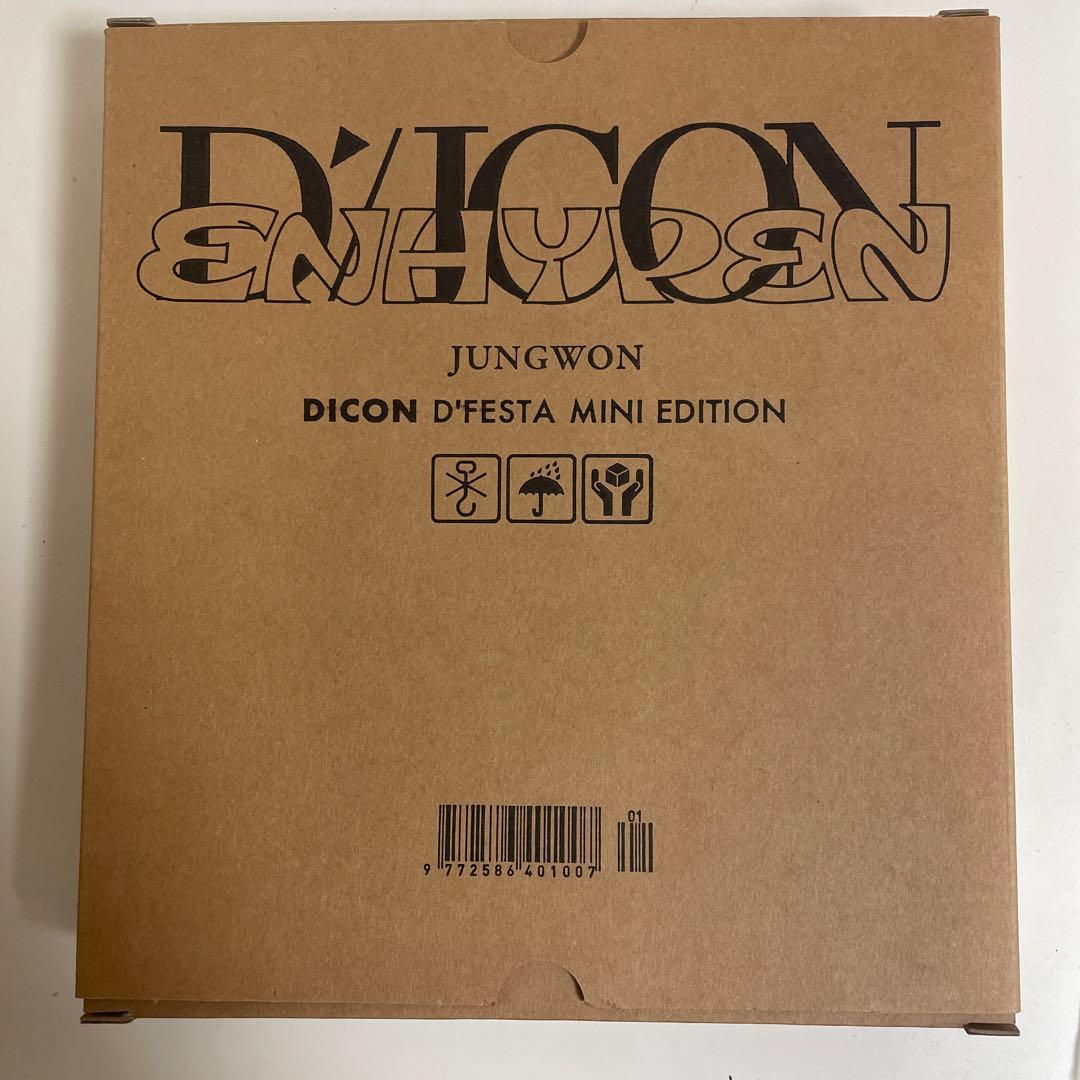 D'/ICON
ENHYPEN
JUNGWON
DICON D'FESTA MINI EDITION
01
9 772586 401007